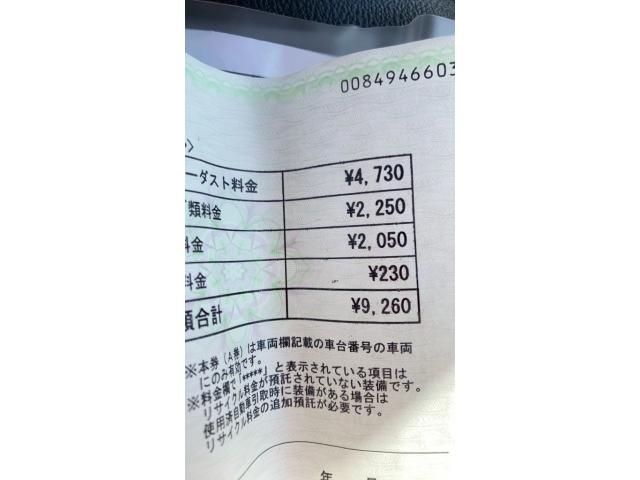 0084946603
ーダスト料金 ¥4,730
類料金 ¥2,250
料金 ¥2,050
料金 ¥230
合計 ¥9,260
※本券（A券）は車両欄記載の車台番号の車両
にのみ有効です。
※料金欄で「*****」と表示されている項目は
リサイクル料金が預託されていない装備です。
使用済自動車引取時に装備がある場合は
リサイクル料金の追加預託が必要です。
年 月